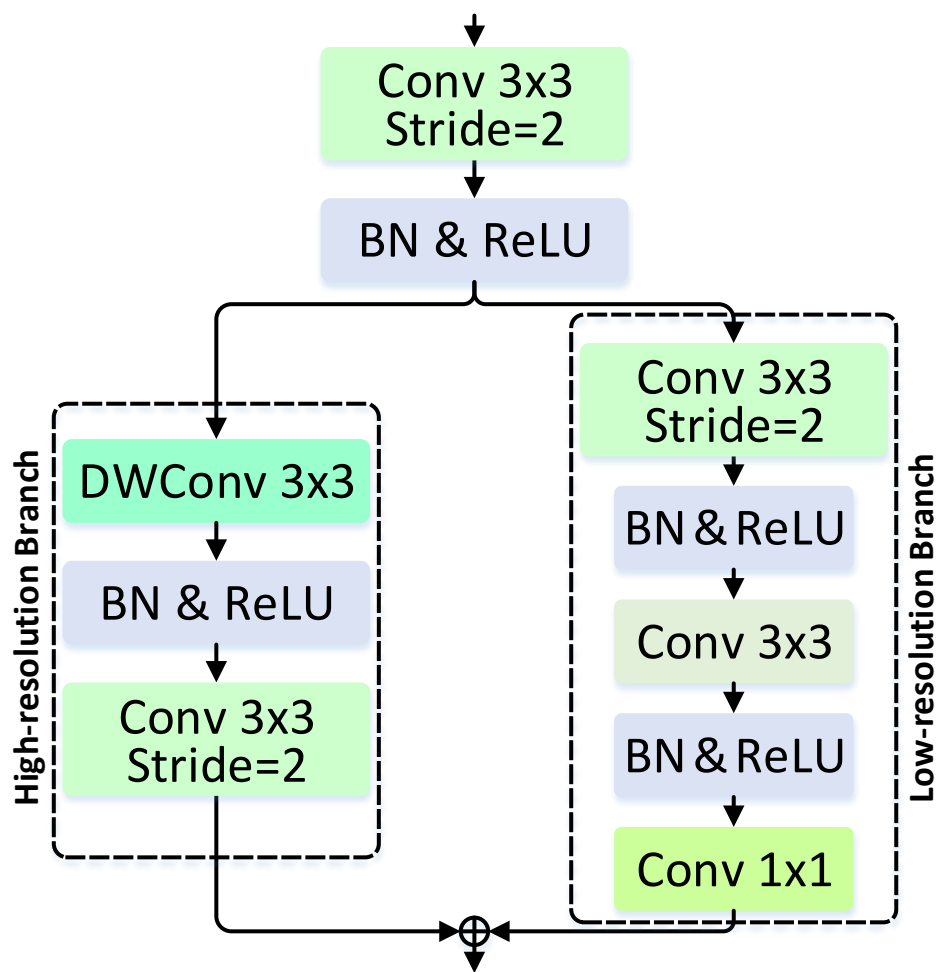 Conv 3x3
Stride=2
BN & ReLU
High-resolution Branch
DWConv 3x3
BN & ReLU
Conv 3x3
Stride=2
Conv 3x3
Stride=2
BN & ReLU
Conv 3x3
BN & ReLU
Conv 1x1
Low-resolution Branch